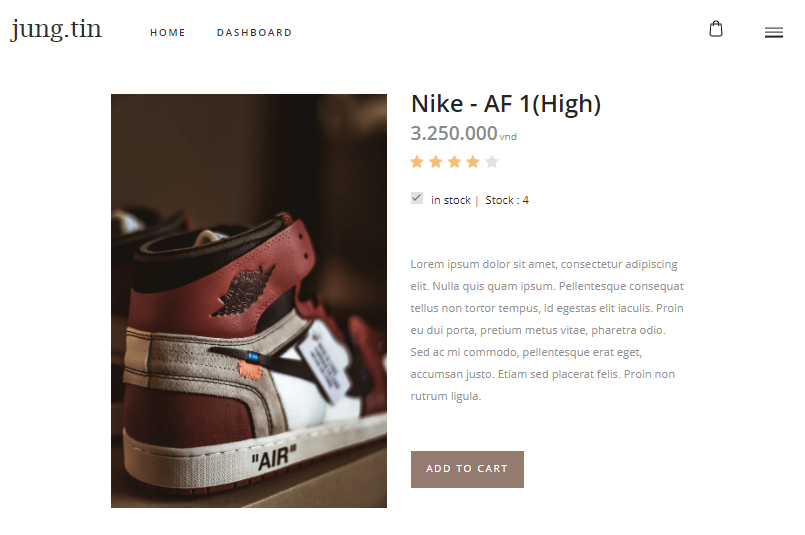 jung.tin
HOME
DASHBOARD
Nike - AF 1(High)
3.250.000 vnd
in stock | Stock : 4
Lorem ipsum dolor sit amet, consectetur adipiscing
elit. Nulla quis quam ipsum. Pellentesque consequat
tellus non tortor tempus, id egestas elit iaculis. Proin
eu dui porta, pretium metus vitae, pharetra odio.
Sed ac mi commodo, pellentesque erat eget,
accumsan justo. Etiam sed placerat felis. Proin non
rutrum ligula.
"AIR"
ADD TO CART